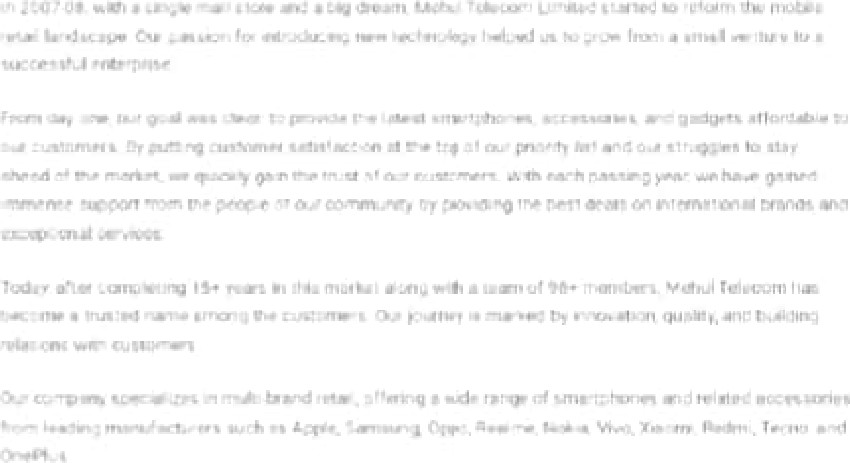 In 2007-08, with a single mall store and a big dream, Mehul Telecom Limited started to reform the mobile
retail landscape. Our passion for introducing new technology helped us to grow from a small venture to a
successful enterprise.
From day one, our goal was clear: to provide the latest smartphones, accessories, and gadgets affordable to
our customers. By putting customer satisfaction at the top of our priority list and our struggles to stay
ahead of the market, we quickly gain the trust of our customers. With each passing year, we have gained
immense support from the people of our community by providing the best deals on international brands and
exceptional services.
Today after completing 15+ years in this market along with a team of 98+ members, Mehul Telecom has
become a trusted name among the customers. Our journey is marked by innovation, quality, and building
relations with customers.
Our company specializes in multi-brand retail, offering a wide range of smartphones and related accessories
from leading manufacturers such as Apple, Samsung, Oppo, Realme, Nokia, Vivo, Xiaomi, Redmi, Tecno and
OnePlus.